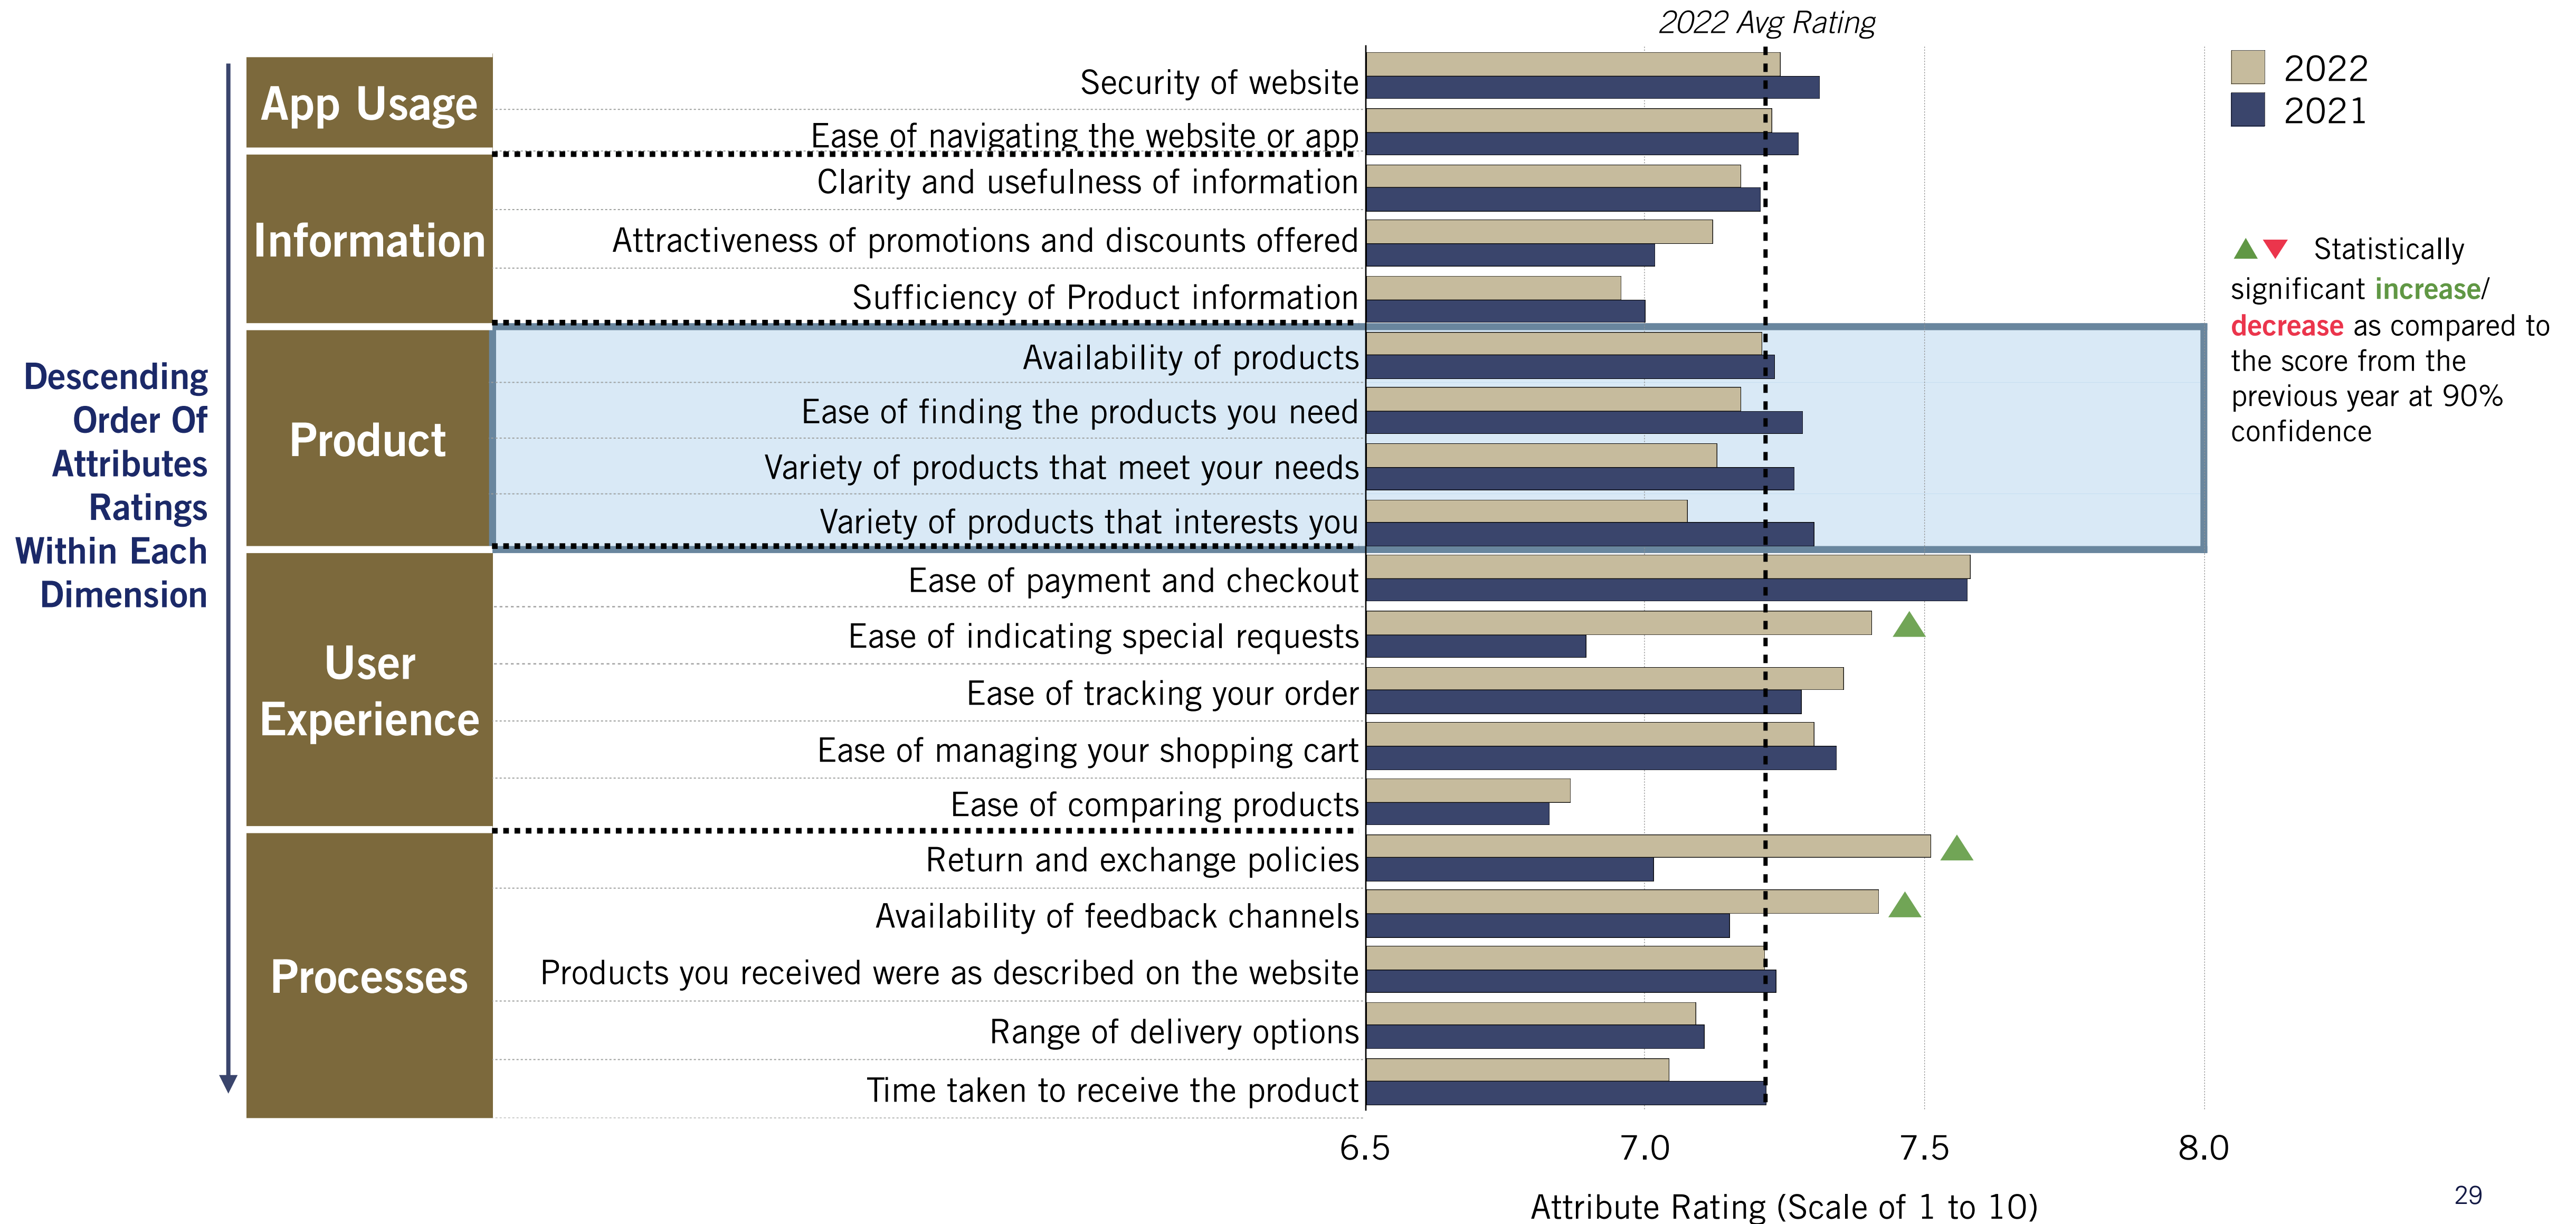 2022 Avg Rating
2022
2021
Statistically
significant increase/
decrease as compared to
the score from the
previous year at 90%
confidence
Descending
Order Of
Attributes
Ratings
Within Each
Dimension
App Usage
Security of website
Ease of navigating the website or app
Information
Clarity and usefulness of information
Attractiveness of promotions and discounts offered
Sufficiency of Product information
Product
Availability of products
Ease of finding the products you need
Variety of products that meet your needs
Variety of products that interests you
User
Experience
Ease of payment and checkout
Ease of indicating special requests
Ease of tracking your order
Ease of managing your shopping cart
Ease of comparing products
Processes
Return and exchange policies
Availability of feedback channels
Products you received were as described on the website
Range of delivery options
Time taken to receive the product
6.5 7.0 7.5 8.0
Attribute Rating (Scale of 1 to 10)
29